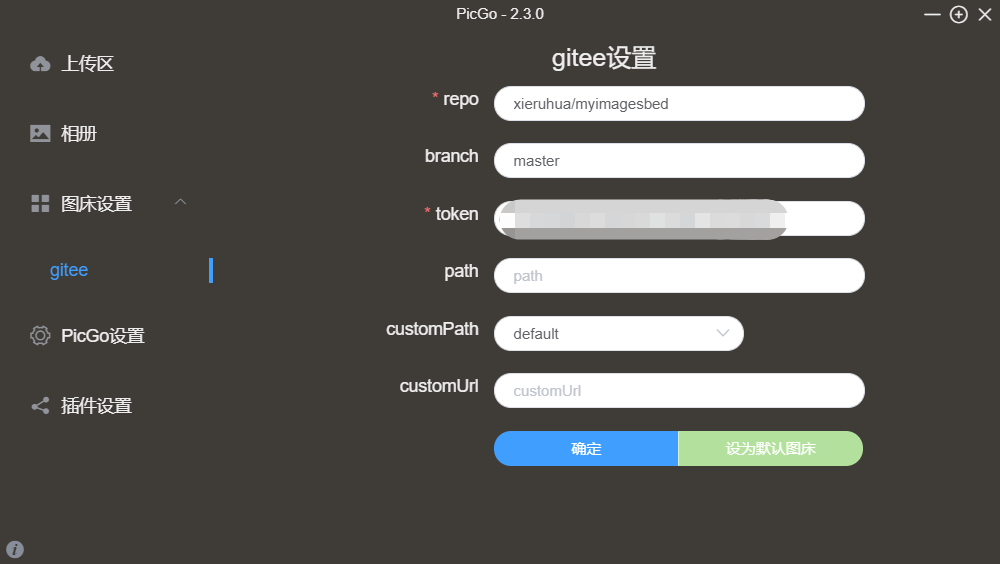 PicGo - 2.3.0
上传区
相册
图床设置
gitee
PicGo设置
插件设置
gitee设置
* repo xieruhua/myimagesbed
branch master
* token
path path
customPath default
customUrl customUrl
确定 设为默认图床